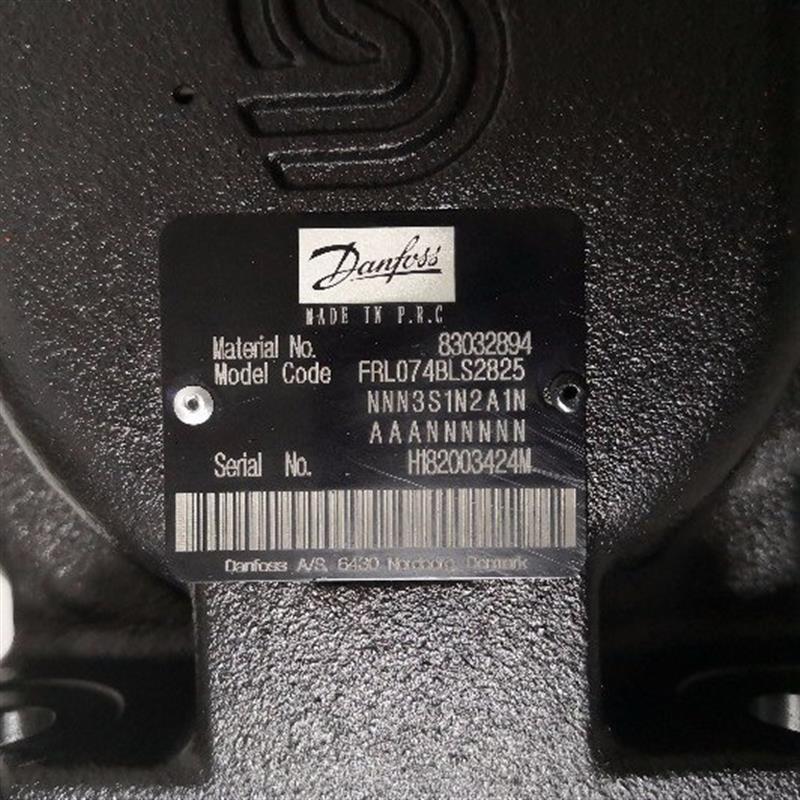 Danfoss
MADE IN P.R.C
Material No. 83032894
Model Code FRL074BLS2825
NNN3S1N2A1N
AAANNNNNN
Serial No. H182003424M
Danfoss A/S, 6430 Nordborg, Denmark